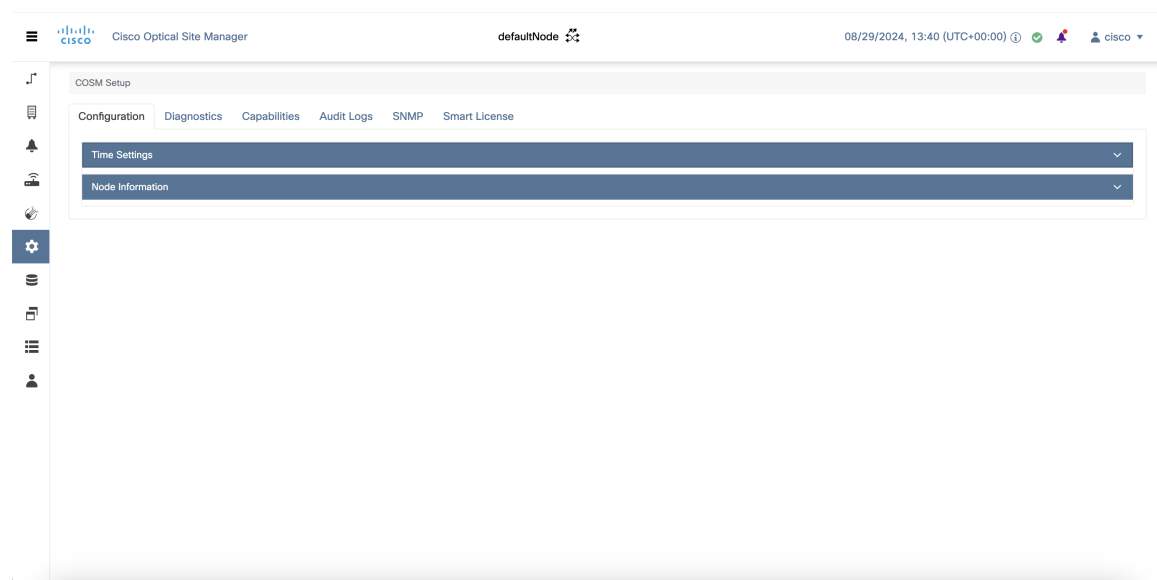 CISCO
Cisco Optical Site Manager
defaultNode
08/29/2024, 13:40 (UTC+00:00)
cisco
COSM Setup
Configuration Diagnostics Capabilities Audit Logs SNMP Smart License
Time Settings
Node Information